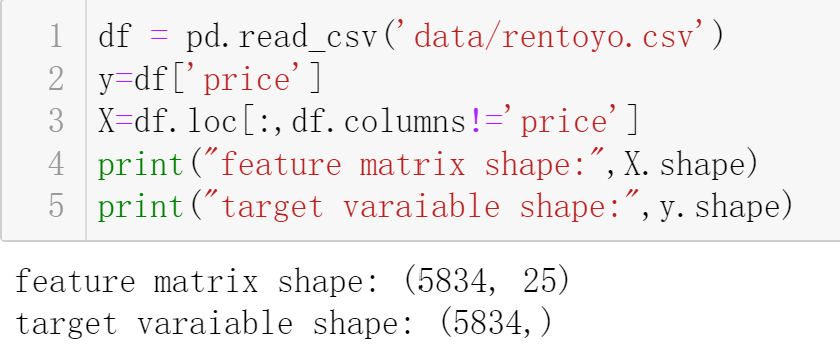 1 df = pd.read_csv('data/rentoyo.csv')
2 y=df['price']
3 X=df.loc[:,df.columns!='price']
4 print("feature matrix shape:",X.shape)
5 print("target varaiable shape:",y.shape)
feature matrix shape: (5834, 25)
target varaiable shape: (5834,)